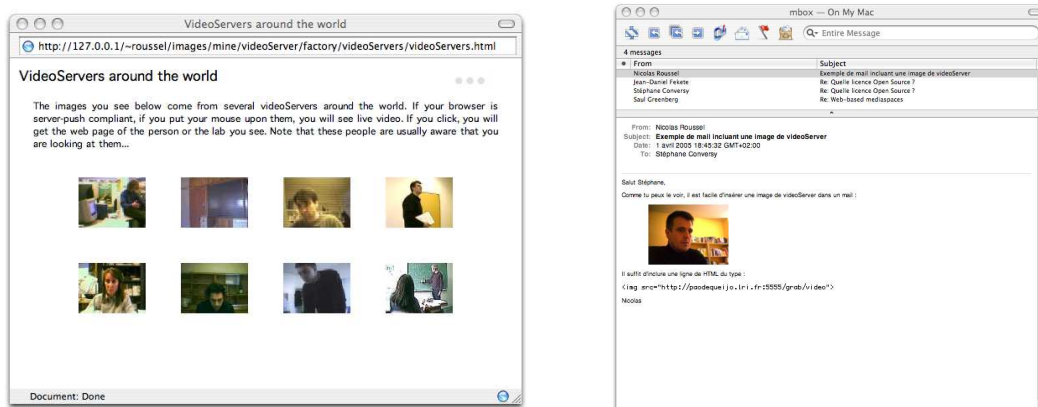 VideoServers around the world
http://127.0.0.1/~roussel/images/mine/videoServer/factory/videoServers/videoServers.html
VideoServers around the world
The images you see below come from several videoServers around the world. If your browser is
server-push compliant, if you put your mouse upon them, you will see live video. If you click, you will
get the web page of the person or the lab you see. Note that these people are usually aware that you
are looking at them...
Document: Done
mbox — On My Mac
Entire Message
4 messages
From Subject
Nicolas Roussel Exemple de mail incluant une image de videoServer
Jean-Daniel Fekete Re: Quelle licence Open Source ?
Stéphane Conversy Re: Quelle licence Open Source ?
Saul Greenberg Re: Web-based mediaspaces
From: Nicolas Roussel
Subject: Exemple de mail incluant une image de videoServer
Date: 1 avril 2005 18:45:32 GMT+02:00
To: Stéphane Conversy
Salut Stéphane,
Comme tu peux le voir, il est facile d'insérer une image de videoServer dans un mail :
Il suffit d'inclure une ligne de HTML du type :
<img src="http://paodequeijo.lri.fr:5555/grab/video">
Nicolas